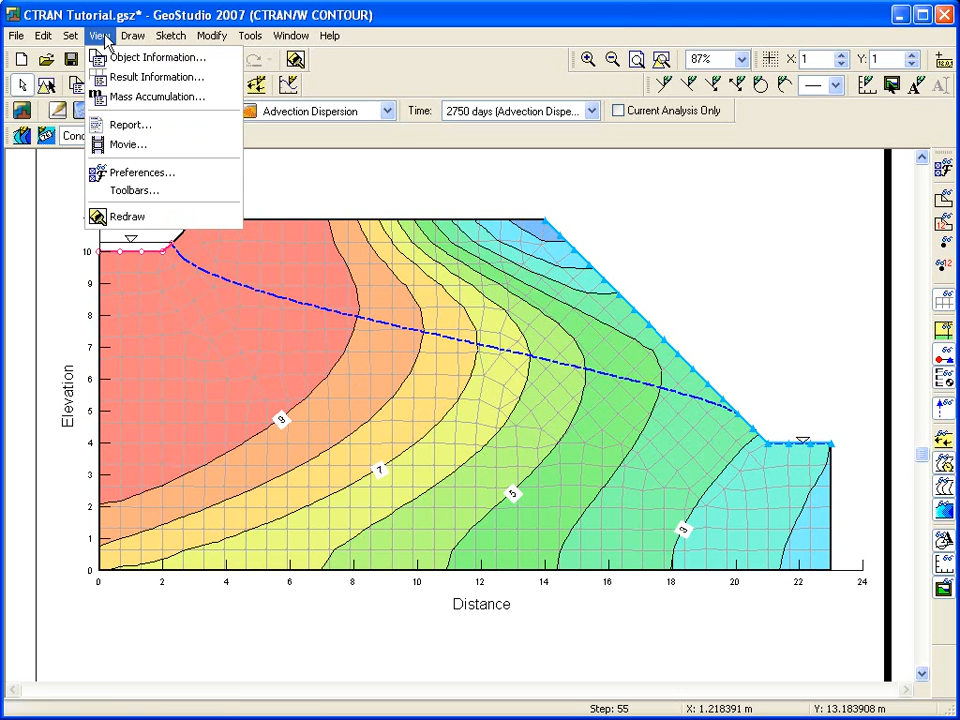 CTRAN Tutorial.gsz* - GeoStudio 2007 (CTRAN/W CONTOUR)
File Edit Set View Draw Sketch Modify Tools Window Help
87% X: 1 Y: 1
Object Information...
Result Information...
Mass Accumulation...
Report...
Movie...
Preferences...
Toolbars...
Redraw
Advection Dispersion Time: 2750 days (Advection Dispe... Current Analysis Only
Conc
10
9
8
7
6
5
4
3
2
1
0
Elevation
9
7
5
3
0 2 4 6 8 10 12 14 16 18 20 22 24
Distance
Step: 55 X: 1.218391 m Y: 13.183908 m